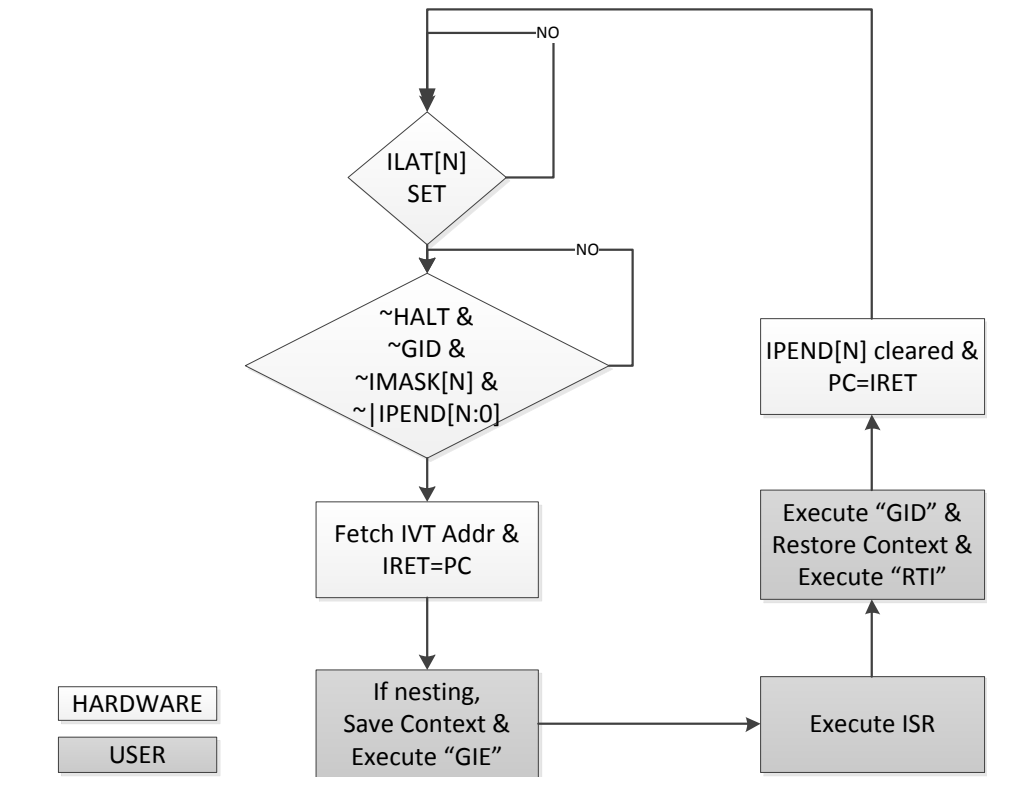 NO
ILAT[N]
SET
NO
~HALT &
~GID &
~IMASK[N] &
~|IPEND[N:0]
Fetch IVT Addr &
IRET=PC
If nesting,
Save Context &
Execute “GIE”
Execute ISR
Execute “GID” &
Restore Context &
Execute “RTI”
IPEND[N] cleared &
PC=IRET
HARDWARE
USER